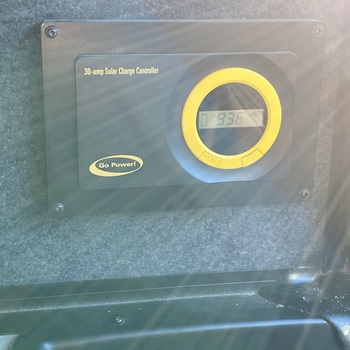 30-amp Solar Charge Controller
93.6
Go Power!